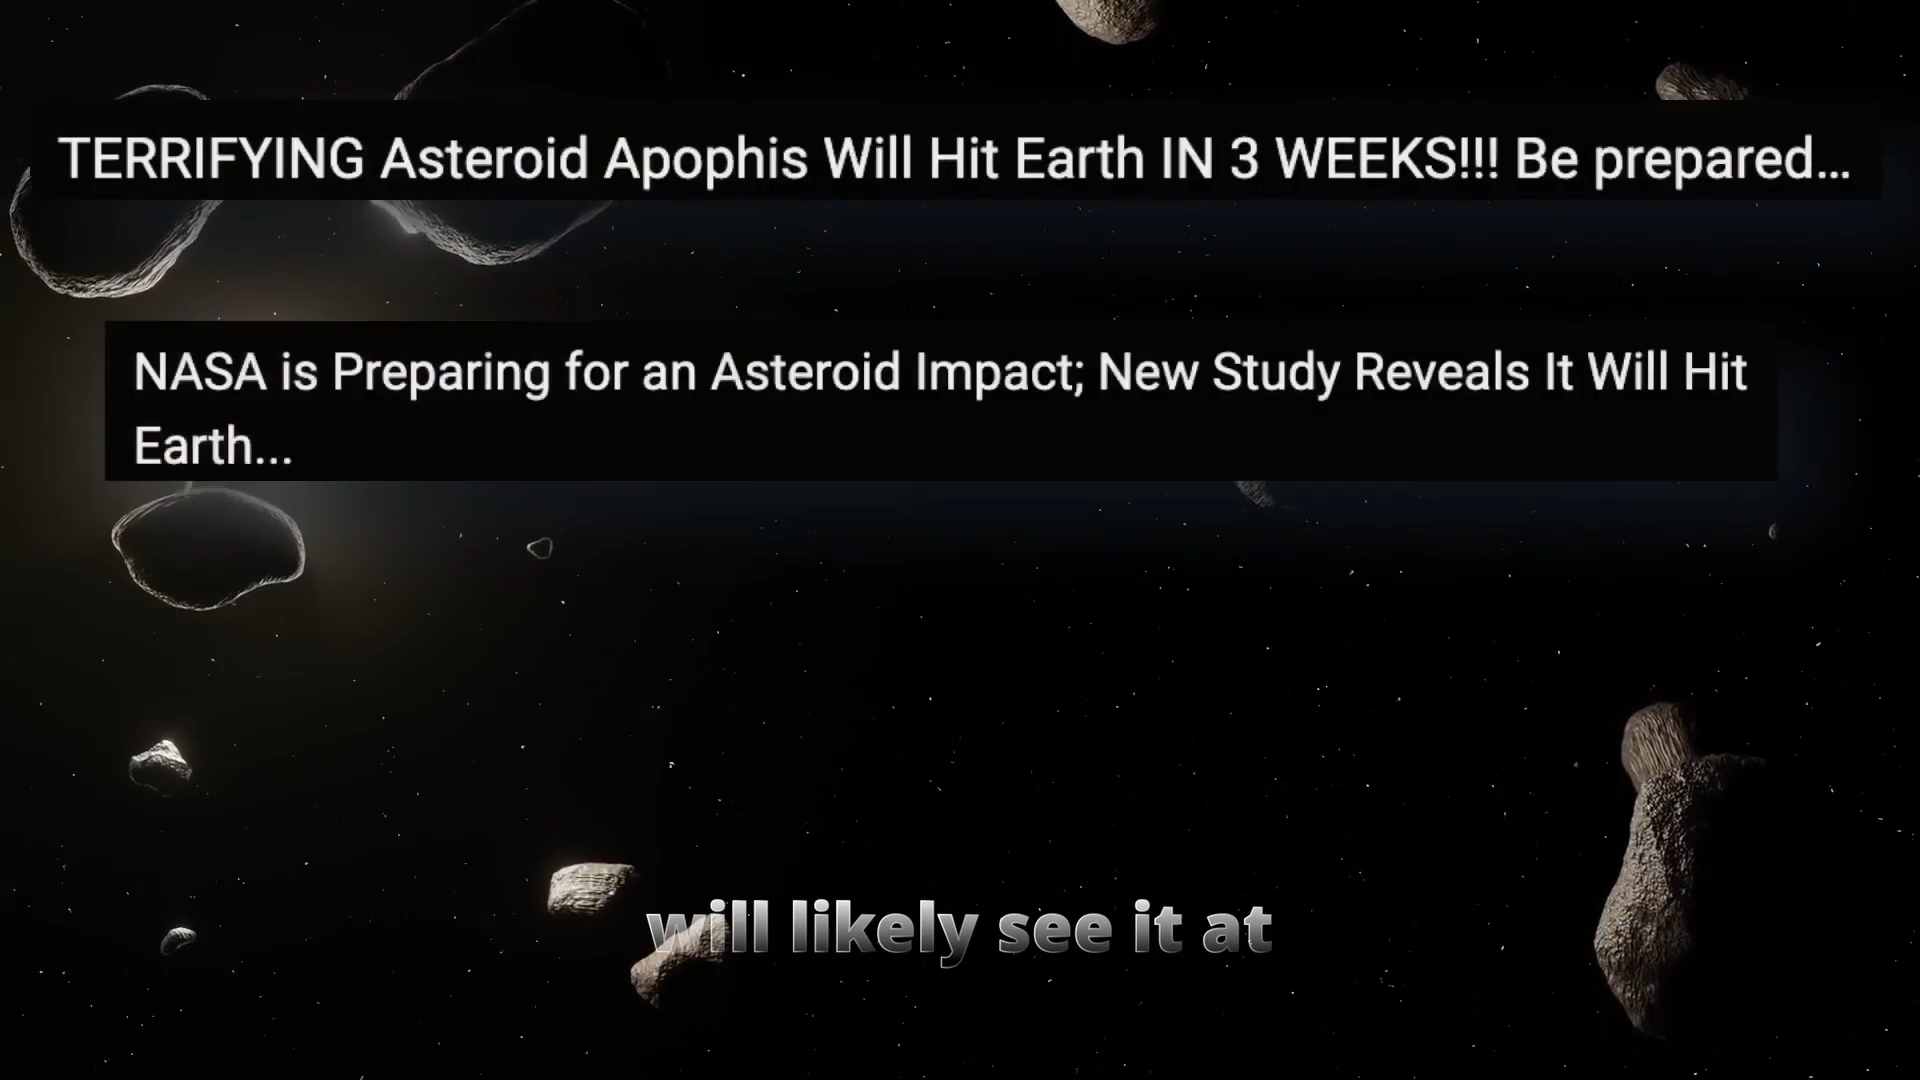 TERRIFYING Asteroid Apophis Will Hit Earth IN 3 WEEKS!!! Be prepared...
NASA is Preparing for an Asteroid Impact; New Study Reveals It Will Hit
Earth...
will likely see it at